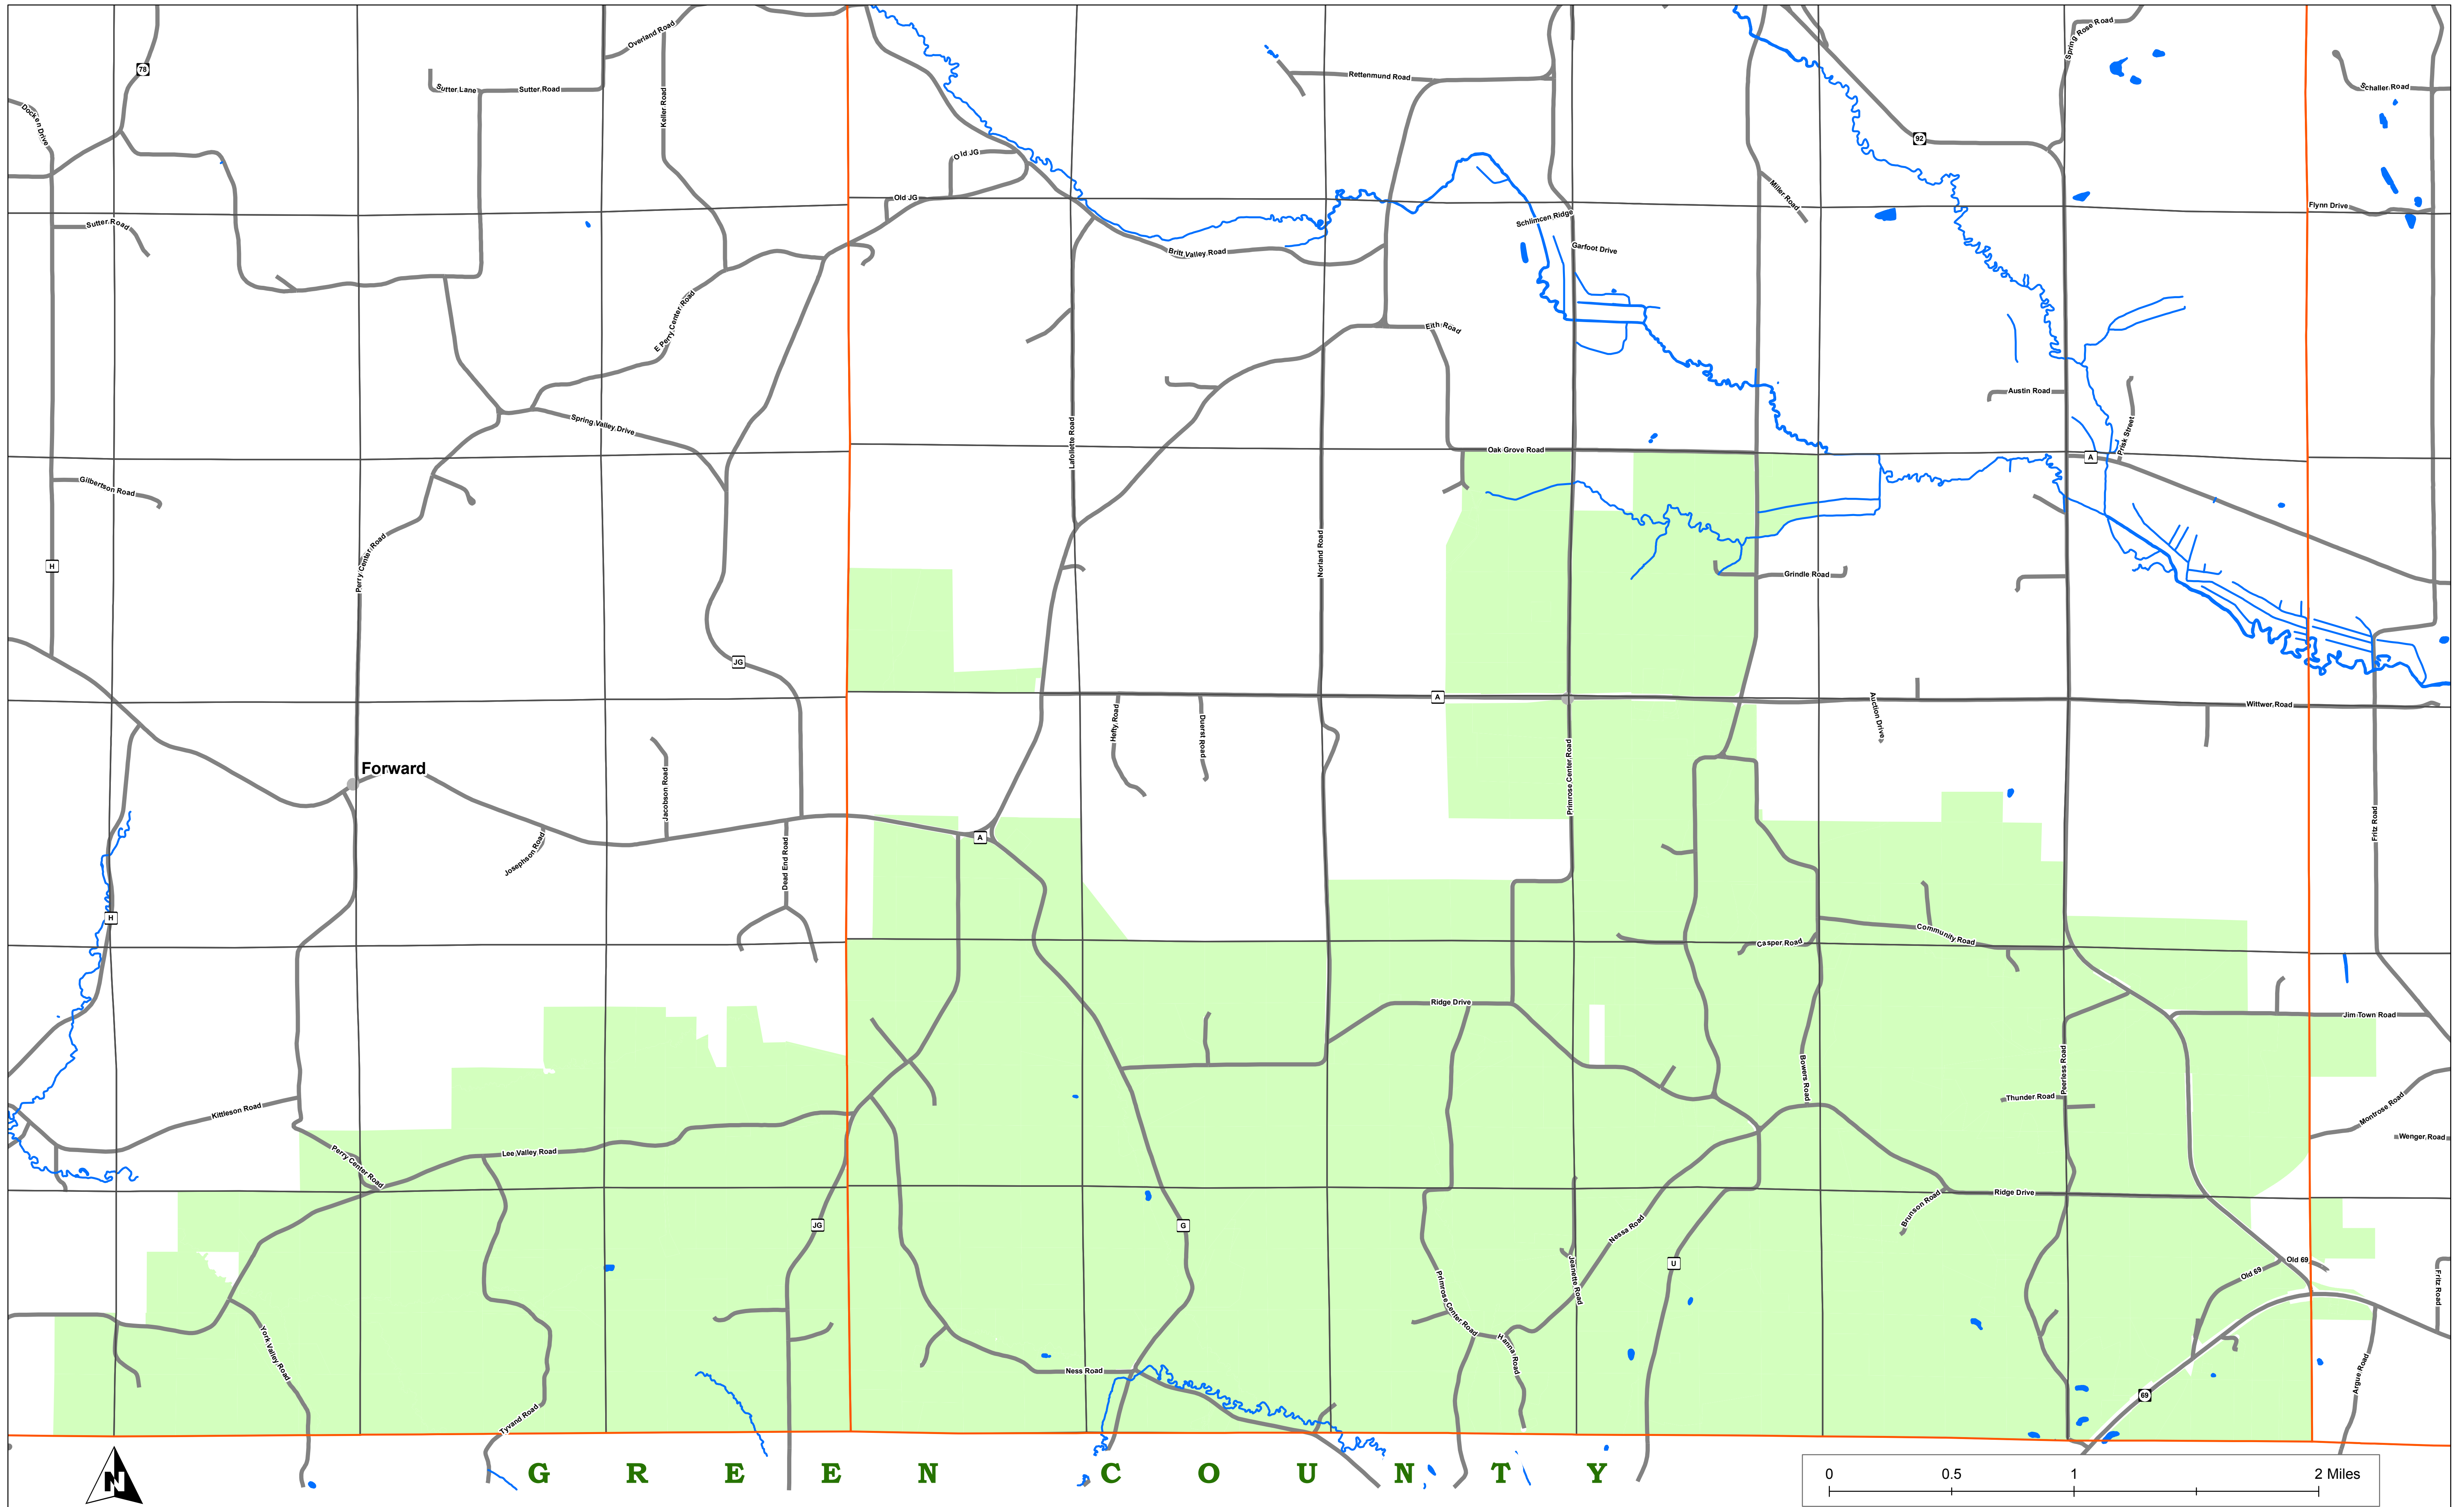 Overland Road
Spring Rose Road
78
Rettenmund Road
Sutter Lane
Sutter Road
Schaller Road
Keller Road
Docken Drive
92
Old JG
Miller Road
Old JG
Flynn Drive
Sutter Road
Schlimcen Ridge
Garfoot Drive
Britt Valley Road
E Perry Center Road
Eith Road
Austin Road
Spring Valley Drive
Lafollette Road
Prisk Street
Oak Grove Road
A
Gilbertson Road
Norland Road
Perry Center Road
H
Grindle Road
JG
A
Auction Drive
Wittwer Road
Hefty Road
Duerst Road
Primrose Center Road
Forward
Jacobson Road
Fritz Road
A
Josephson Road
Dead End Road
H
Community Road
Casper Road
Ridge Drive
Jim Town Road
Peerless Road
Bowers Road
Thunder Road
Kittleson Road
Montrose Road
Wenger Road
Lee Valley Road
Perry Center Road
Ridge Drive
Brunson Road
JG
G
Nessa Road
U
Old 69
Old 69
Jeanette Road
Fritz Road
Primrose Center Road
Hanna Road
York Valley Road
Ness Road
Argue Road
69
Tyvand Road
N
GREEN COUNTY
0 0.5 1 2 Miles